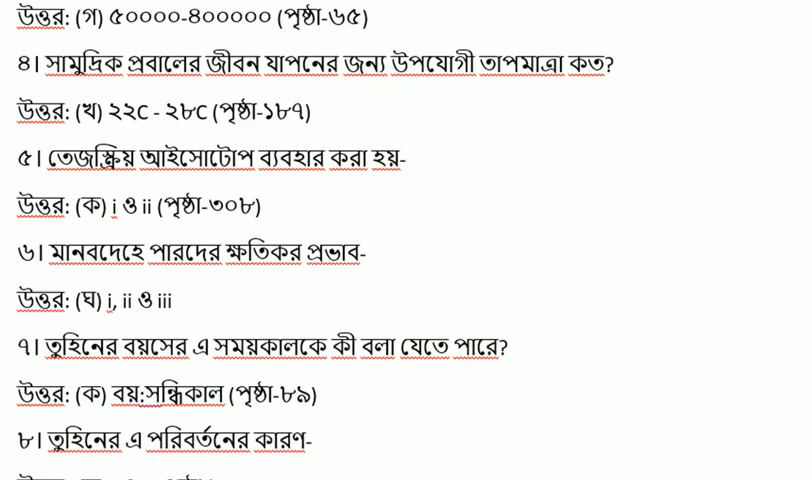 উত্তর: (গ) ৫০০০০-৪০০০০০ (পৃষ্ঠা-৬৫)
৪। সামুদ্রিক প্রবালের জীবন যাপনের জন্য উপযোগী তাপমাত্রা কত?
উত্তর: (খ) ২২C - ২৮C (পৃষ্ঠা-১৮৭)
৫। তেজস্ক্রিয় আইসোটোপ ব্যবহার করা হয়-
উত্তর: (ক) i ও ii (পৃষ্ঠা-৩০৮)
৬। মানবদেহে পারদের ক্ষতিকর প্রভাব-
উত্তর: (ঘ) i, ii ও iii
৭। তুহিনের বয়সের এ সময়কালকে কী বলা যেতে পারে?
উত্তর: (ক) বয়:সন্ধিকাল (পৃষ্ঠা-৮৯)
৮। তুহিনের এ পরিবর্তনের কারণ-